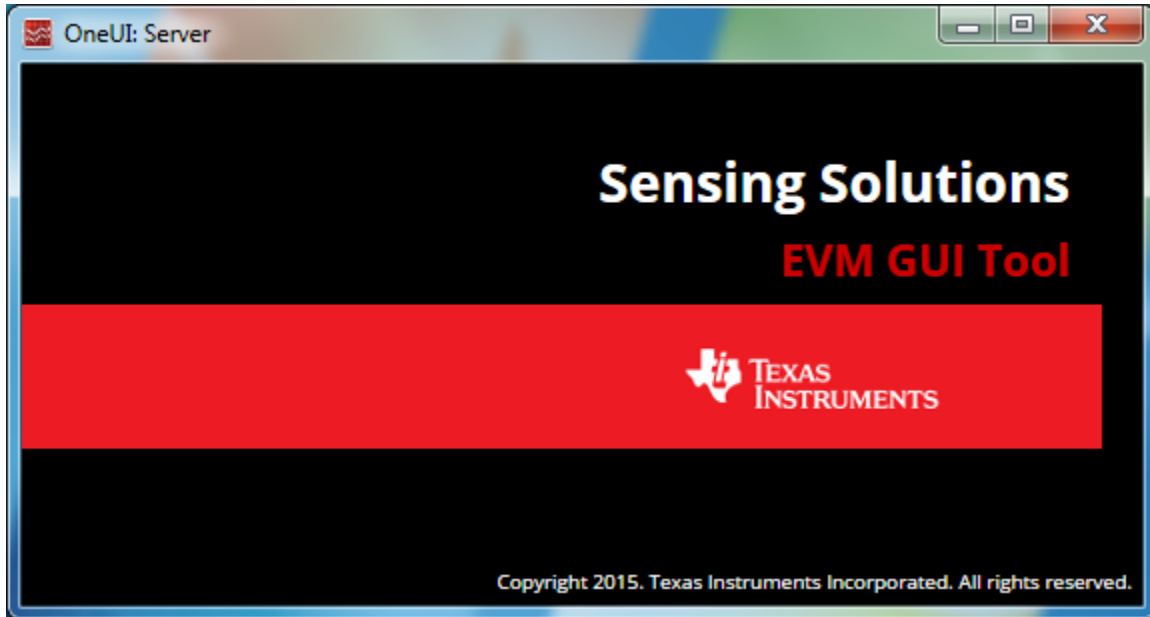 OneUI: Server
Sensing Solutions
EVM GUI Tool
TEXAS
INSTRUMENTS
Copyright 2015. Texas Instruments Incorporated. All rights reserved.